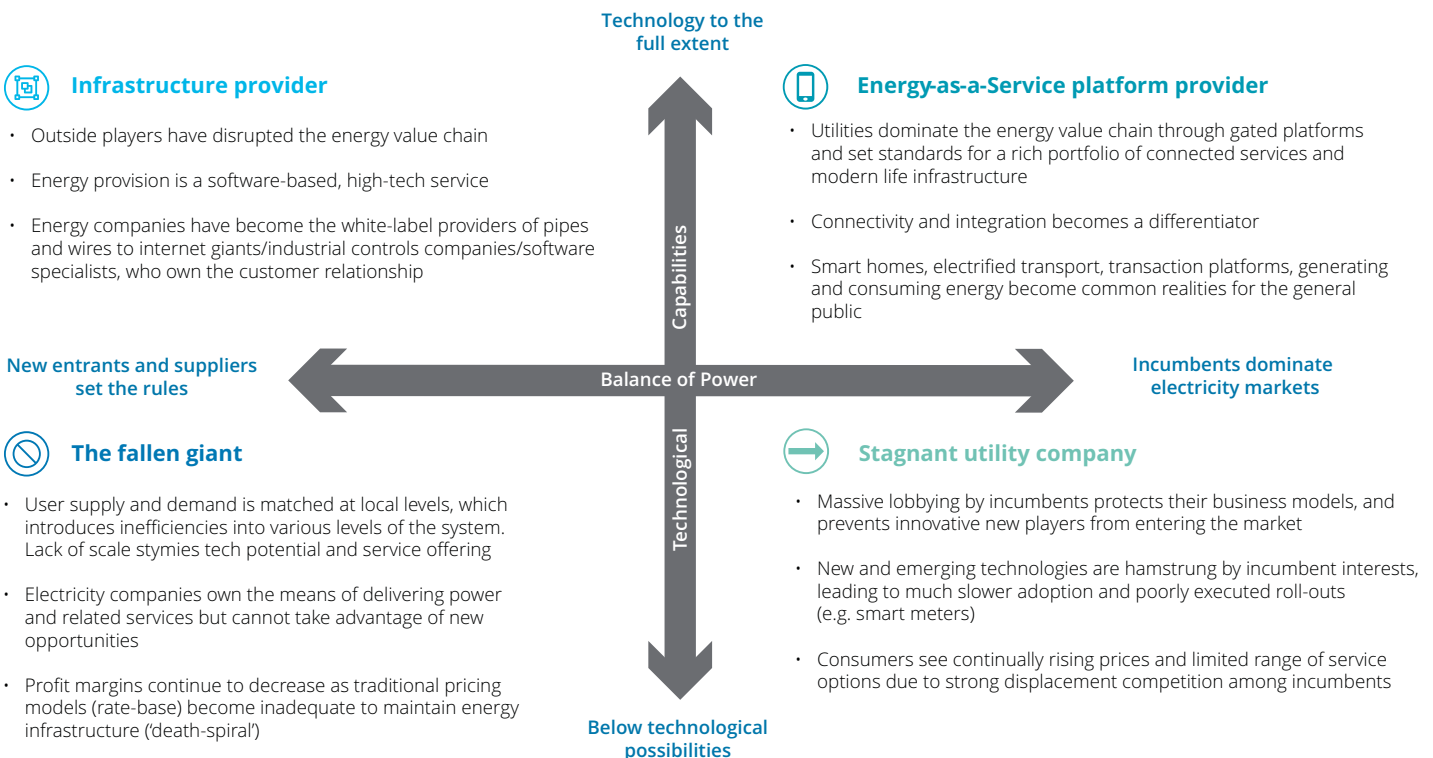 Technology to the
full extent
Infrastructure provider
• Outside players have disrupted the energy value chain
• Energy provision is a software-based, high-tech service
• Energy companies have become the white-label providers of pipes
and wires to internet giants/industrial controls companies/software
specialists, who own the customer relationship
Energy-as-a-Service platform provider
• Utilities dominate the energy value chain through gated platforms
and set standards for a rich portfolio of connected services and
modern life infrastructure
• Connectivity and integration becomes a differentiator
• Smart homes, electrified transport, transaction platforms, generating
and consuming energy become common realities for the general
public
Capabilities
New entrants and suppliers
set the rules
Balance of Power
Incumbents dominate
electricity markets
Technological
The fallen giant
• User supply and demand is matched at local levels, which
introduces inefficiencies into various levels of the system.
Lack of scale stymies tech potential and service offering
• Electricity companies own the means of delivering power
and related services but cannot take advantage of new
opportunities
• Profit margins continue to decrease as traditional pricing
models (rate-base) become inadequate to maintain energy
infrastructure (‘death-spiral’)
Stagnant utility company
• Massive lobbying by incumbents protects their business models, and
prevents innovative new players from entering the market
• New and emerging technologies are hamstrung by incumbent interests,
leading to much slower adoption and poorly executed roll-outs
(e.g. smart meters)
• Consumers see continually rising prices and limited range of service
options due to strong displacement competition among incumbents
Below technological
possibilities